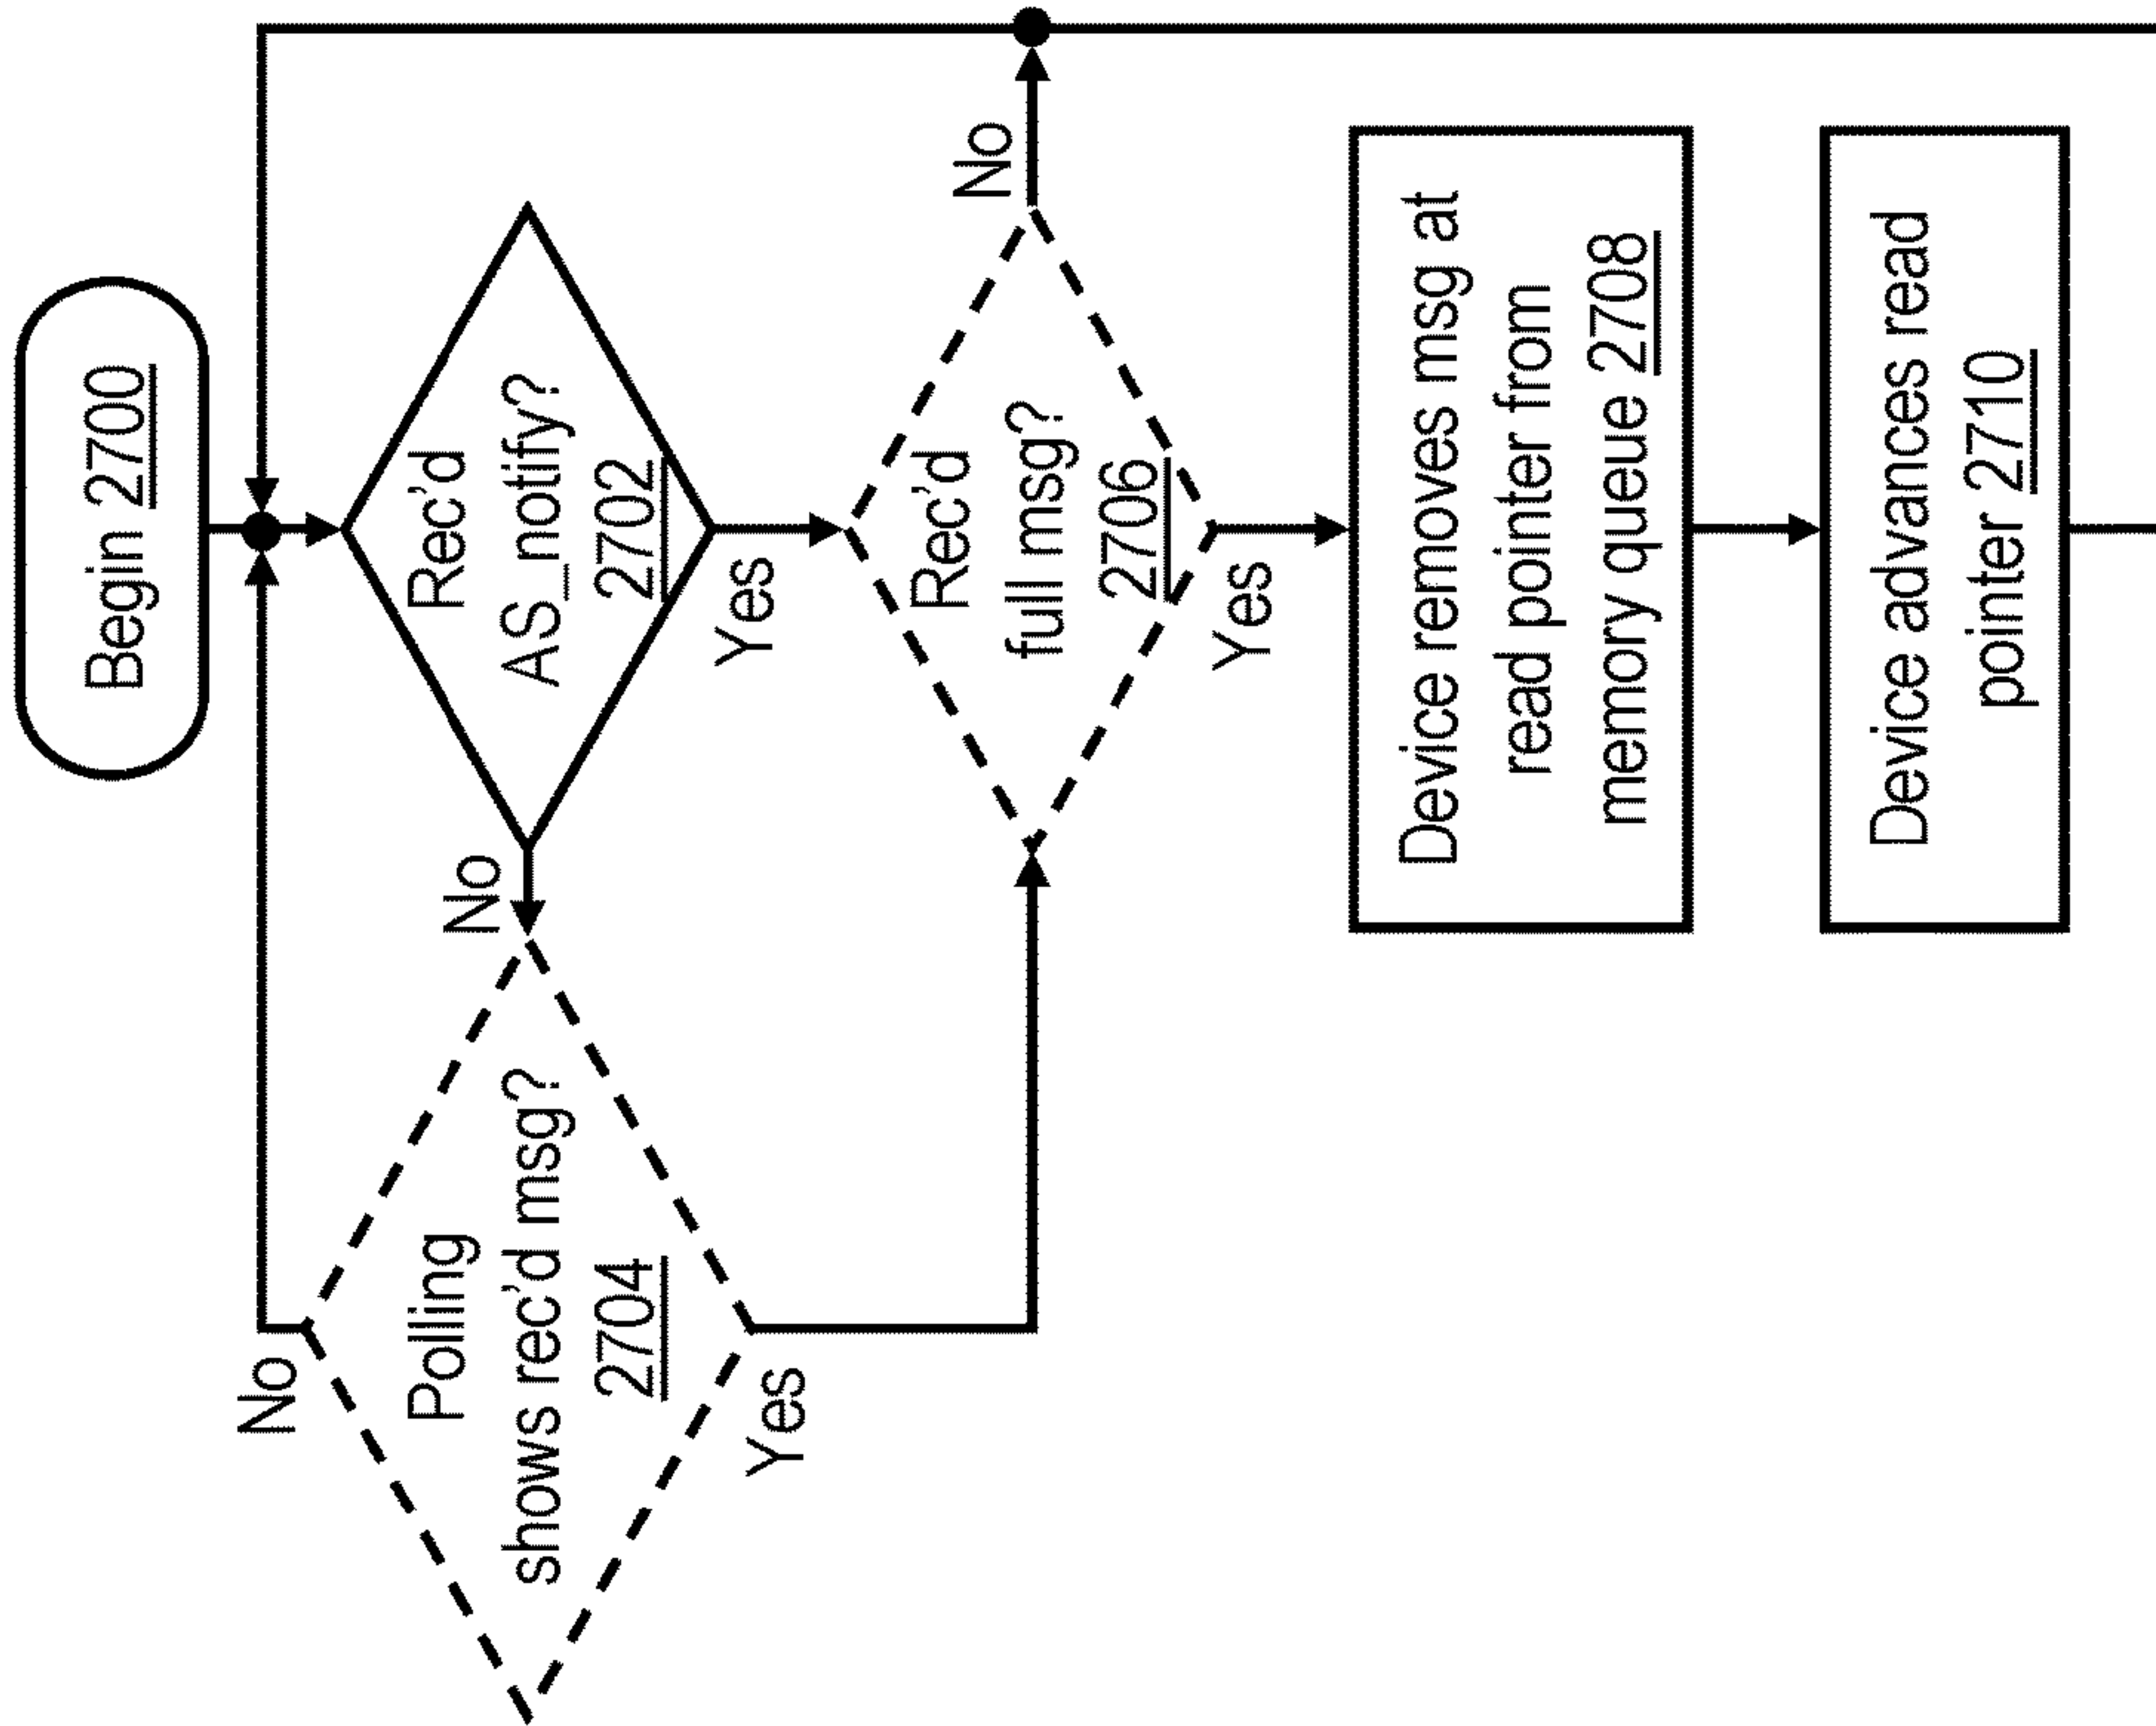 Begin 2700
Rec'd
AS_notify?
2702
No
Yes
Polling
shows rec'd msg?
2704
No
Yes
Rec'd
full msg?
2706
No
Yes
Device removes msg at
read pointer from
memory queue 2708
Device advances read
pointer 2710